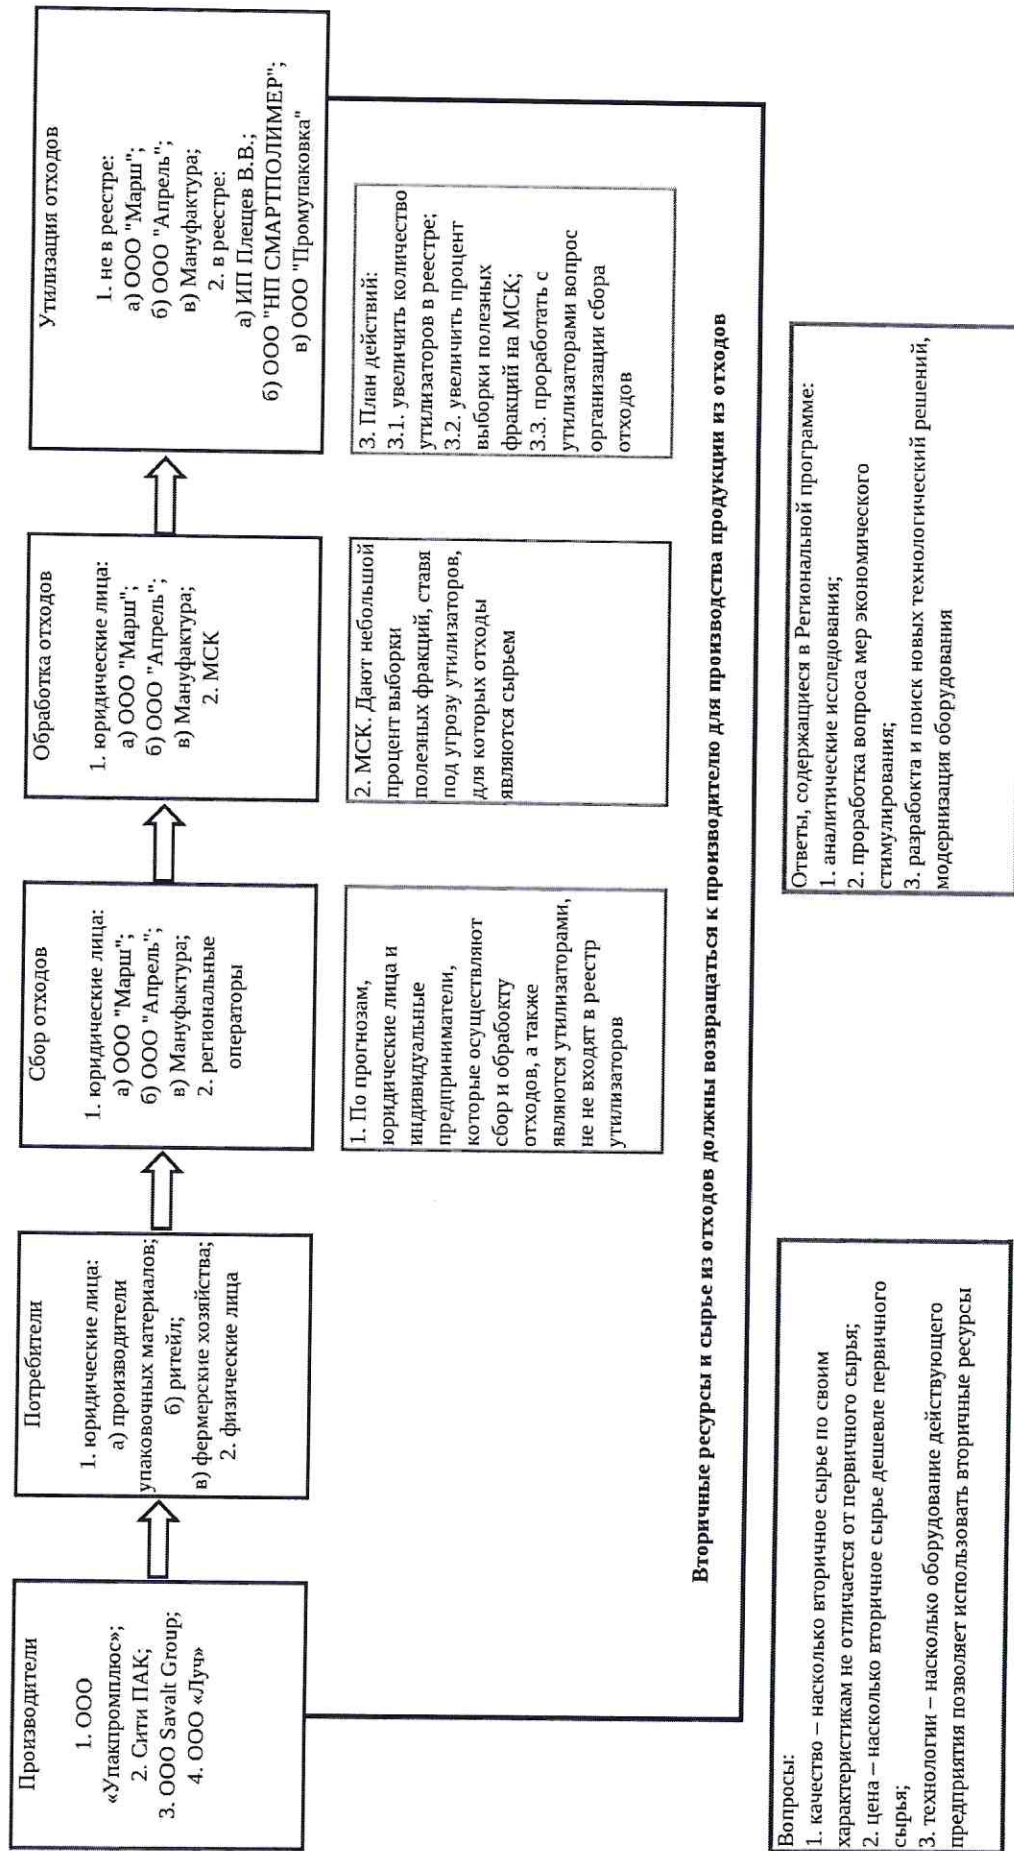 Производители
1. ООО
«Упакпромплюс»;
2. Сити ПАК;
3. ООО Savalt Group;
4. ООО «Луч»
Потребители
1. юридические лица:
а) производители
упаковочных материалов;
б) ритейл;
в) фермерские хозяйства;
2. физические лица
Сбор отходов
1. юридические лица:
а) ООО "Марш";
б) ООО "Апрель";
в) Мануфактура;
2. региональные
операторы
Обработка отходов
1. юридические лица:
а) ООО "Марш";
б) ООО "Апрель";
в) Мануфактура;
2. МСК
Утилизация отходов
1. не в реестре:
а) ООО "Марш";
б) ООО "Апрель";
в) Мануфактура;
2. в реестре:
а) ИП Плещев В.В.;
б) ООО "НП СМАРТПОЛИМЕР";
в) ООО "Промупаковка"
1. По прогнозам,
юридические лица и
индивидуальные
предприниматели,
которые осуществляют
сбор и обрабокту
отходов, а также
являются утилизаторами,
не не входят в реестр
утилизаторов
2. МСК. Дают небольшой
процент выборки
полезных фракций, ставя
под угрозу утилизаторов,
для которых отходы
являются сырьем
3. План действий:
3.1. увеличить количество
утилизаторов в реестре;
3.2. увеличить процент
выборки полезных
фракций на МСК;
3.3. проработать с
утилизаторами вопрос
организации сбора
отходов
Вторичные ресурсы и сырье из отходов должны возвращаться к производителю для производства продукции из отходов
Вопросы:
1. качество – насколько вторичное сырье по своим
характеристикам не отличается от первичного сырья;
2. цена – насколько вторичное сырье дешевле первичного
сырья;
3. технологии – насколько оборудование действующего
предприятия позволяет использовать вторичные ресурсы
Ответы, содержащиеся в Региональной программе:
1. аналитические исследования;
2. проработка вопроса мер экономического
стимулирования;
3. разрабокта и поиск новых технологический решений,
модернизация оборудования